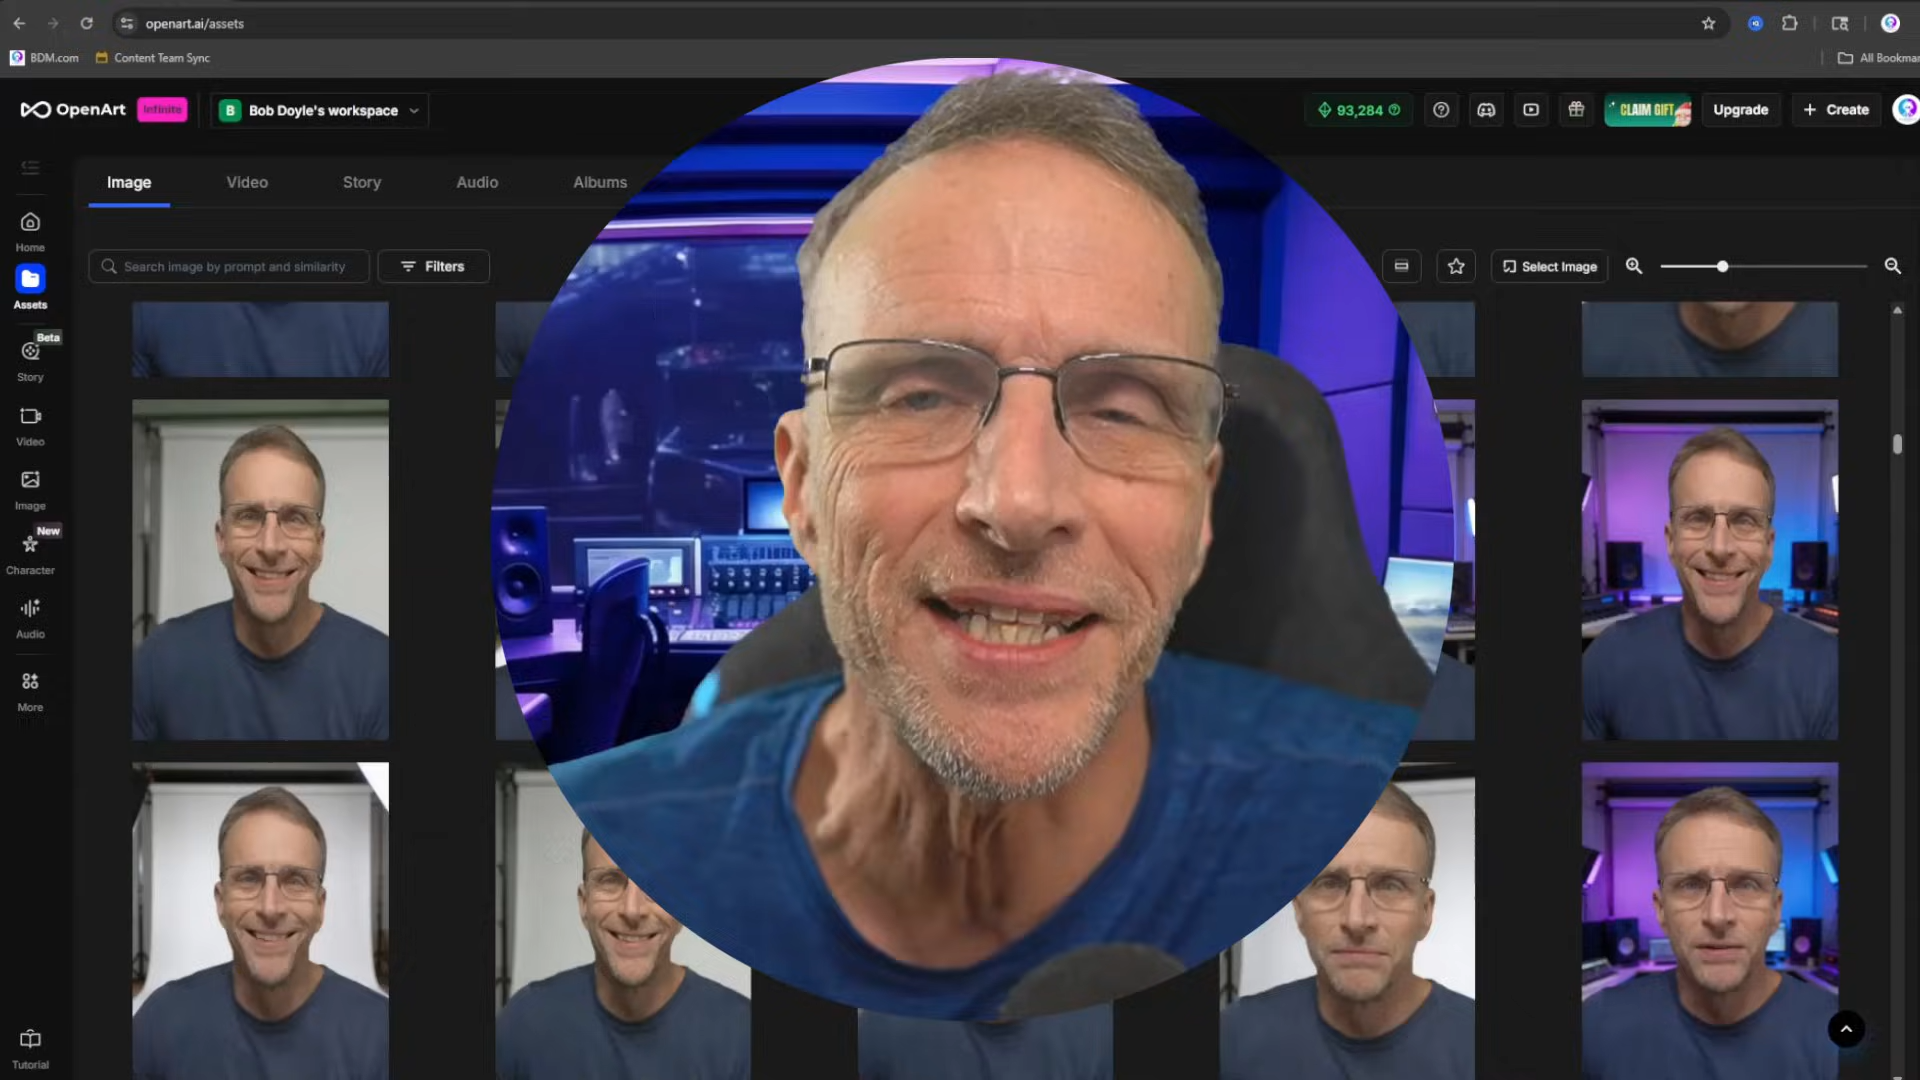 openart.ai/assets
BDM.com
Content Team Sync
All Bookmar
OpenArt
Infinite
B
Bob Doyle's workspace
93,284
CLAIM GIFT
Upgrade
Create
Image
Video
Story
Audio
Albums
Search image by prompt and similarity
Filters
Select Image
Home
Assets
Beta
Story
Video
Image
New
Character
Audio
More
Tutorial